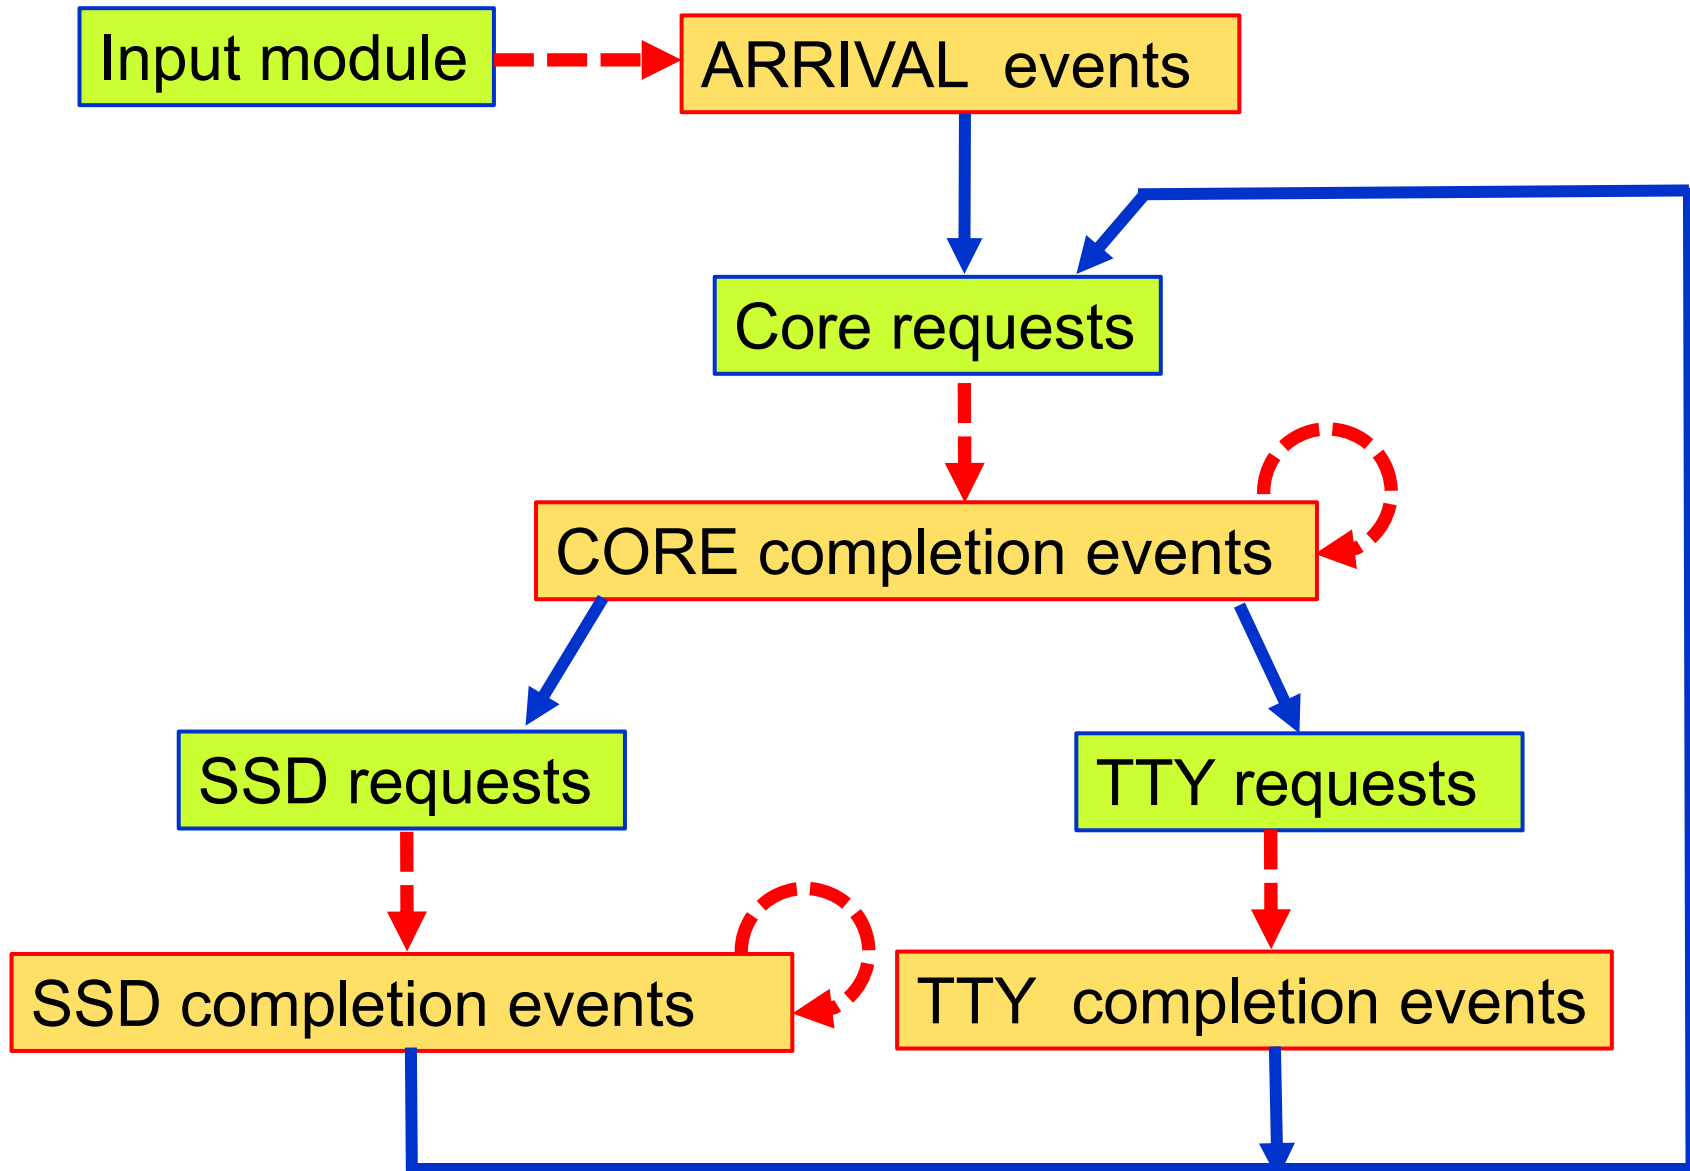 Input module
ARRIVAL events
Core requests
CORE completion events
SSD requests
TTY requests
SSD completion events
TTY completion events